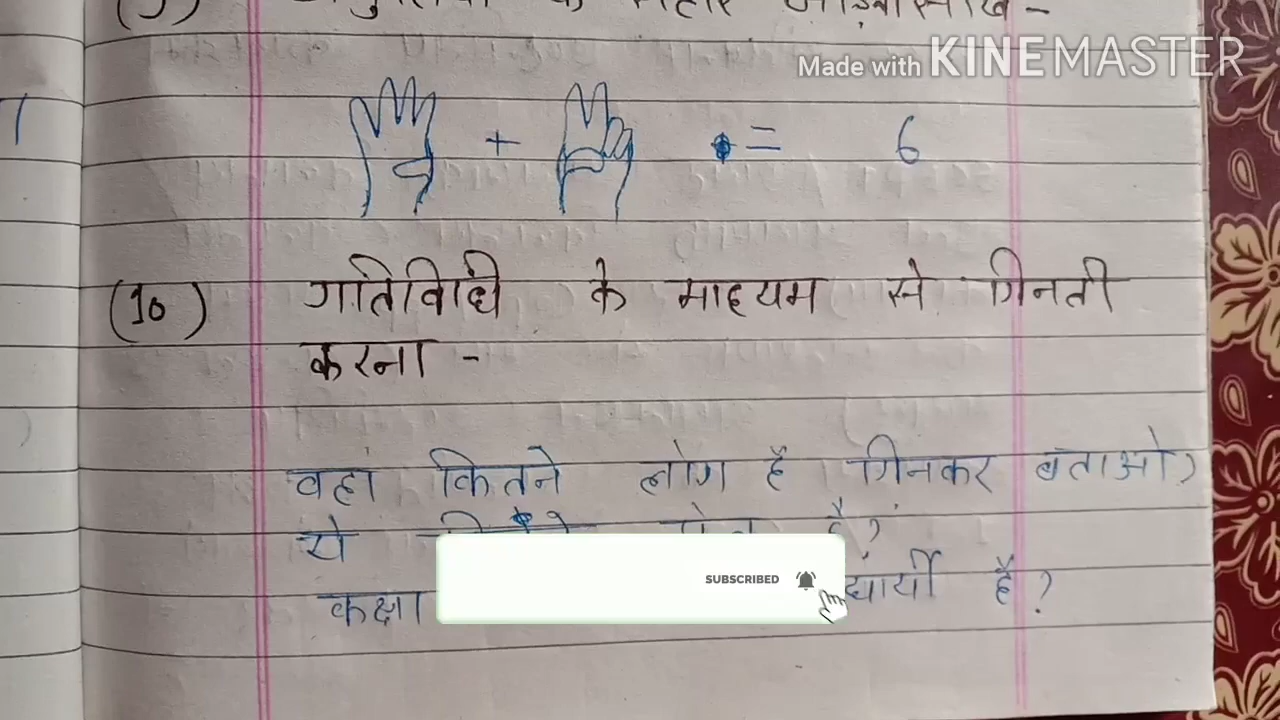 Made with KINEMASTER
+ = 6
(10) गतिविधि के माध्यम से गिनती
करना -
वहां कितने लोग है गिनकर बताओ?
ये है?
कक्षा है?
SUBSCRIBED